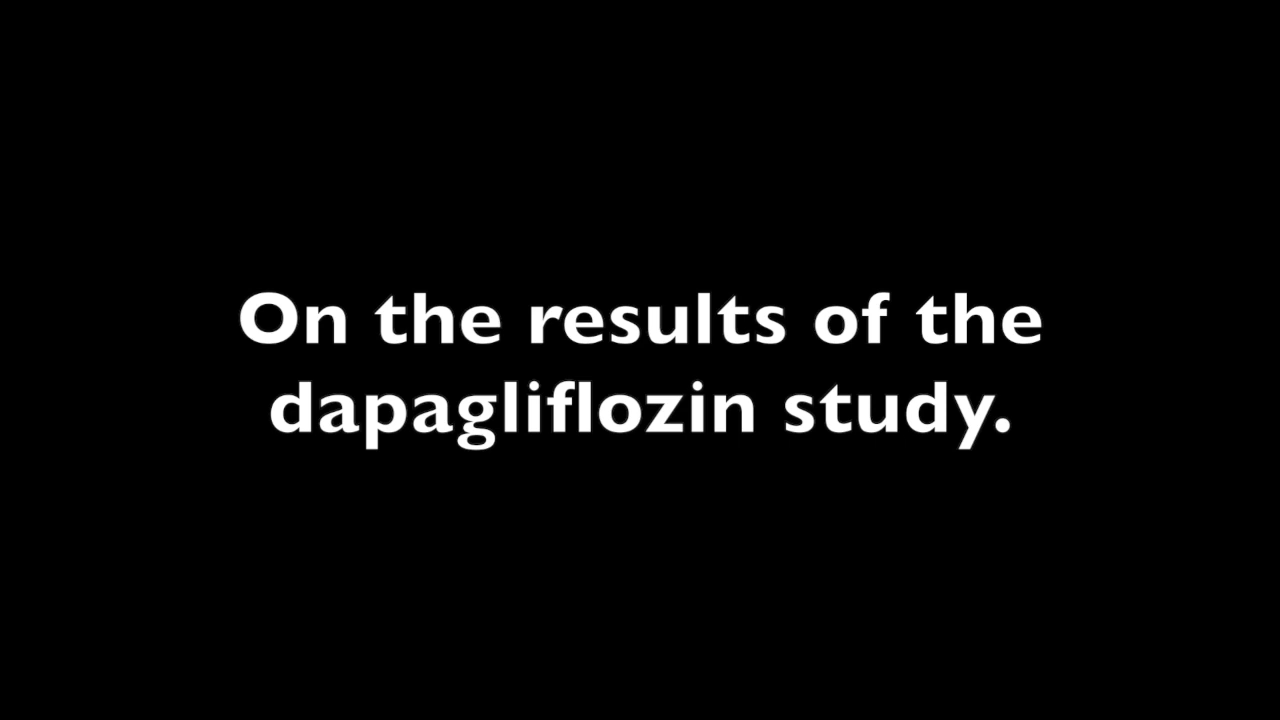 On the results of the
dapagliflozin study.